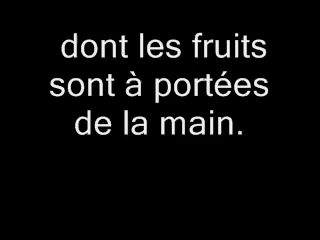 dont les fruits
sont à portées
de la main.